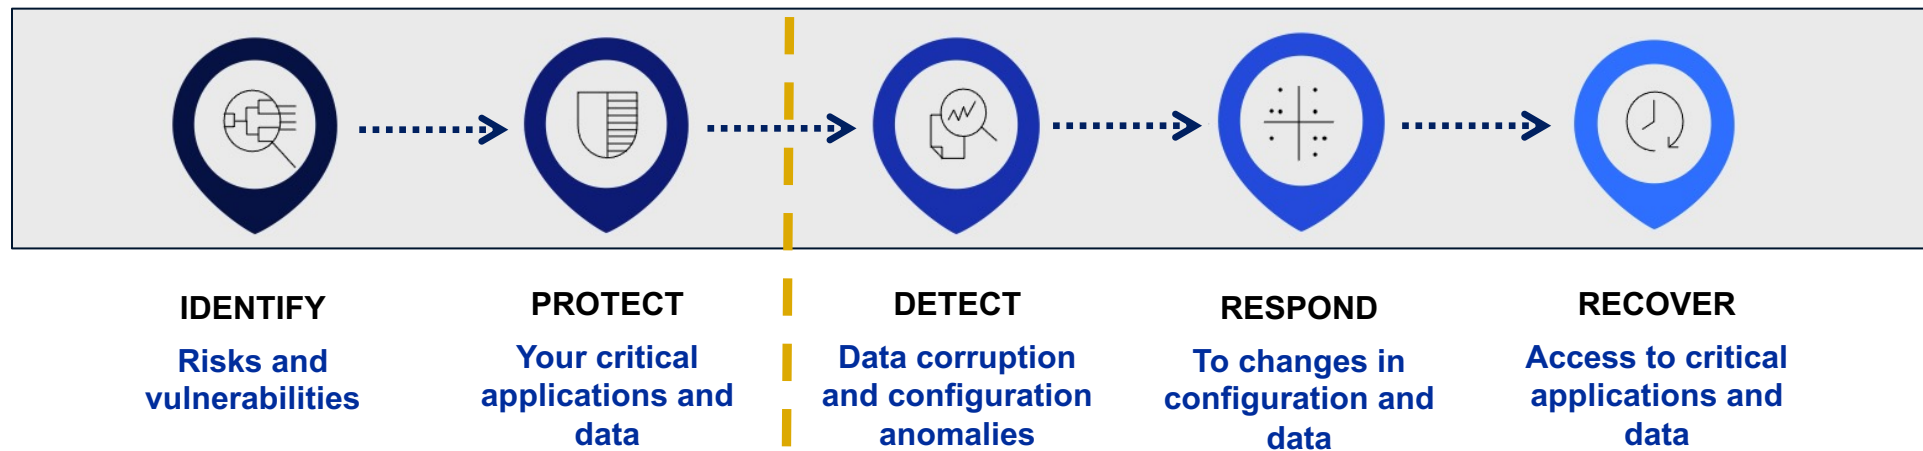 IDENTIFY
Risks and
vulnerabilities
PROTECT
Your critical
applications and
data
DETECT
Data corruption
and configuration
anomalies
RESPOND
To changes in
configuration and
data
RECOVER
Access to critical
applications and
data